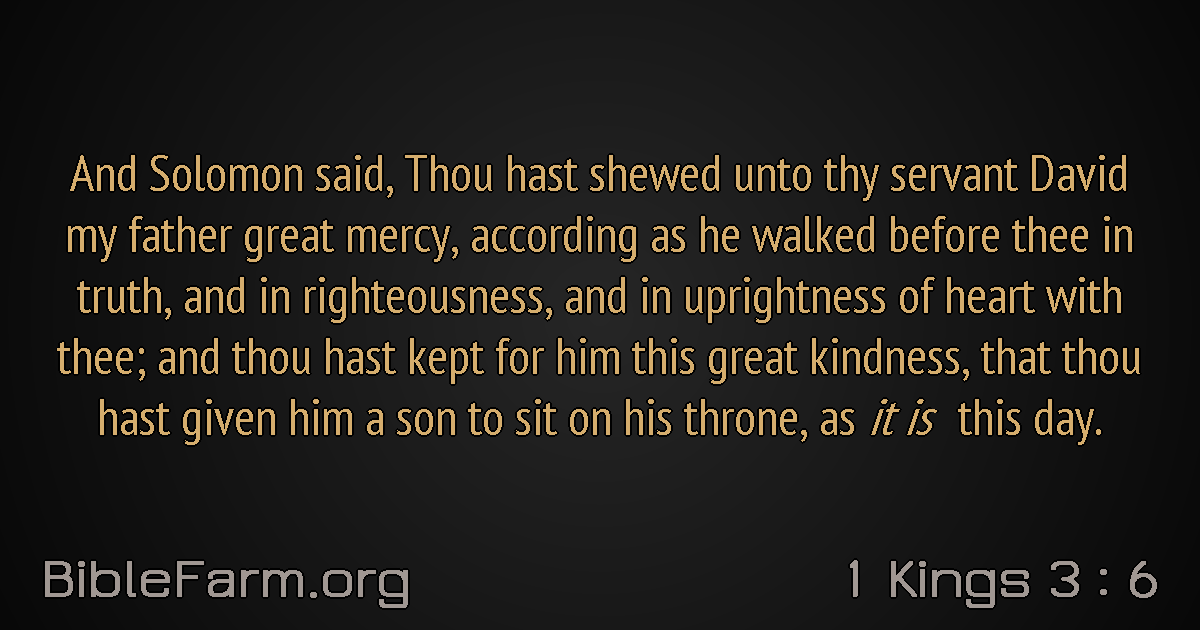 And Solomon said, Thou hast shewed unto thy servant David
my father great mercy, according as he walked before thee in
truth, and in righteousness, and in uprightness of heart with
thee; and thou hast kept for him this great kindness, that thou
hast given him a son to sit on his throne, as it is this day.
BibleFarm.org
1 Kings 3 : 6